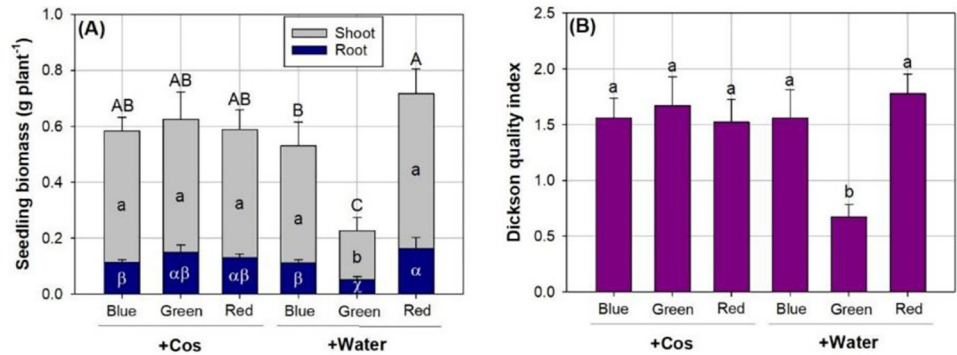 (A)
Seedling biomass (g plant-1)
1.0
0.8
0.6
0.4
0.2
0.0
Shoot
Root
AB
AB
AB
B
C
A
a
a
a
a
b
a
β
αβ
αβ
β
χ
α
Blue Green Red Blue Green Red
+Cos +Water
(B)
Dickson quality index
2.5
2.0
1.5
1.0
0.5
0.0
a
a
a
a
b
a
Blue Green Red Blue Green Red
+Cos +Water